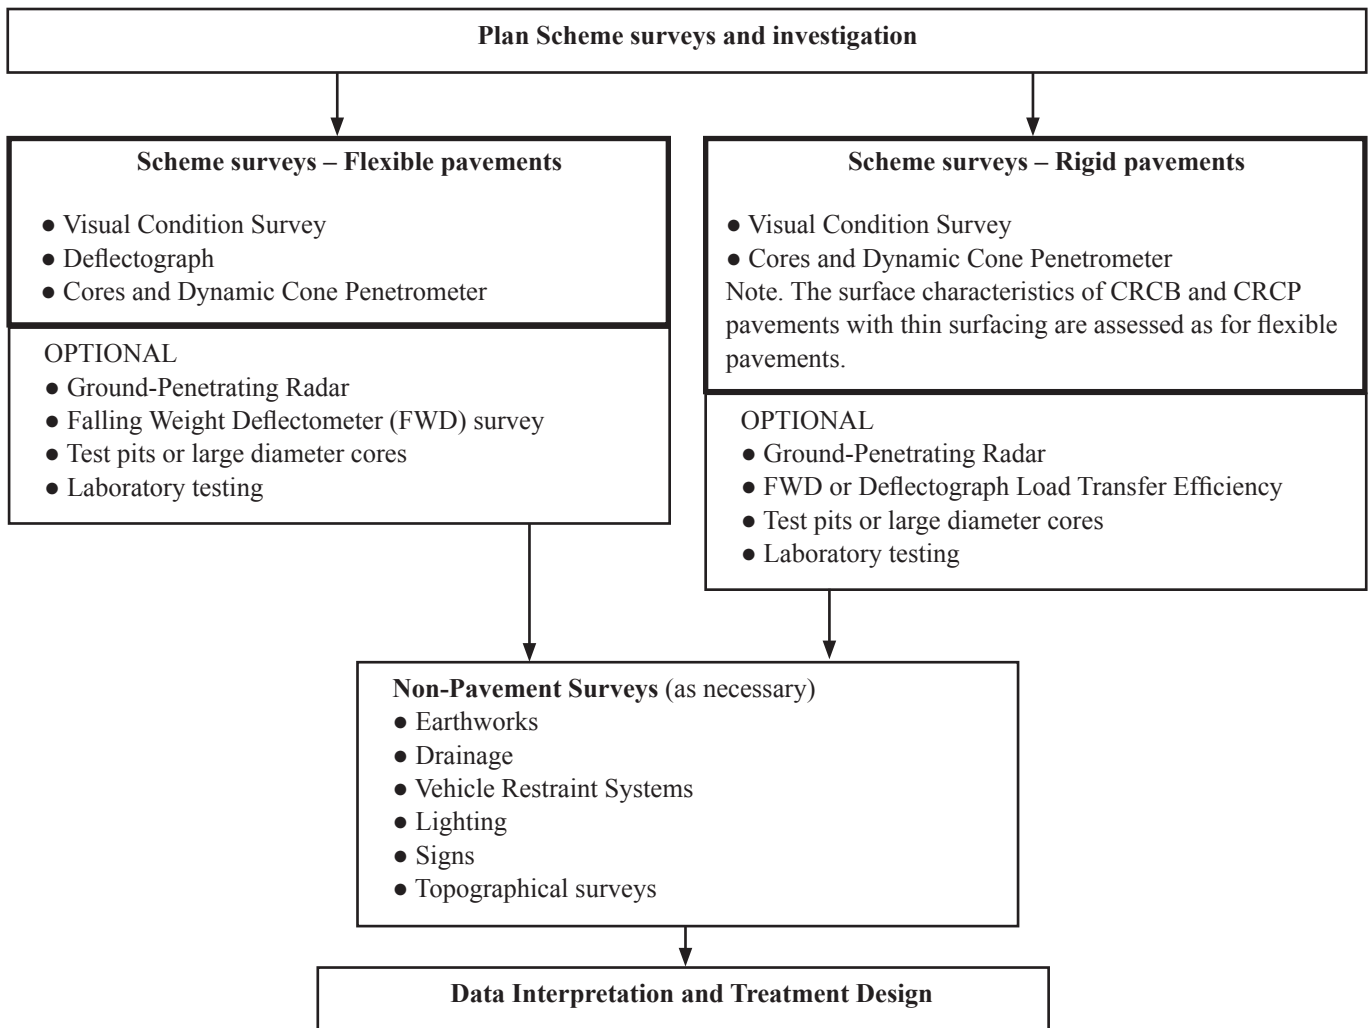 Plan Scheme surveys and investigation
Scheme surveys – Flexible pavements
● Visual Condition Survey
● Deflectograph
● Cores and Dynamic Cone Penetrometer
OPTIONAL
● Ground-Penetrating Radar
● Falling Weight Deflectometer (FWD) survey
● Test pits or large diameter cores
● Laboratory testing
Scheme surveys – Rigid pavements
● Visual Condition Survey
● Cores and Dynamic Cone Penetrometer
Note. The surface characteristics of CRCB and CRCP
pavements with thin surfacing are assessed as for flexible
pavements.
OPTIONAL
● Ground-Penetrating Radar
● FWD or Deflectograph Load Transfer Efficiency
● Test pits or large diameter cores
● Laboratory testing
Non-Pavement Surveys (as necessary)
● Earthworks
● Drainage
● Vehicle Restraint Systems
● Lighting
● Signs
● Topographical surveys
Data Interpretation and Treatment Design